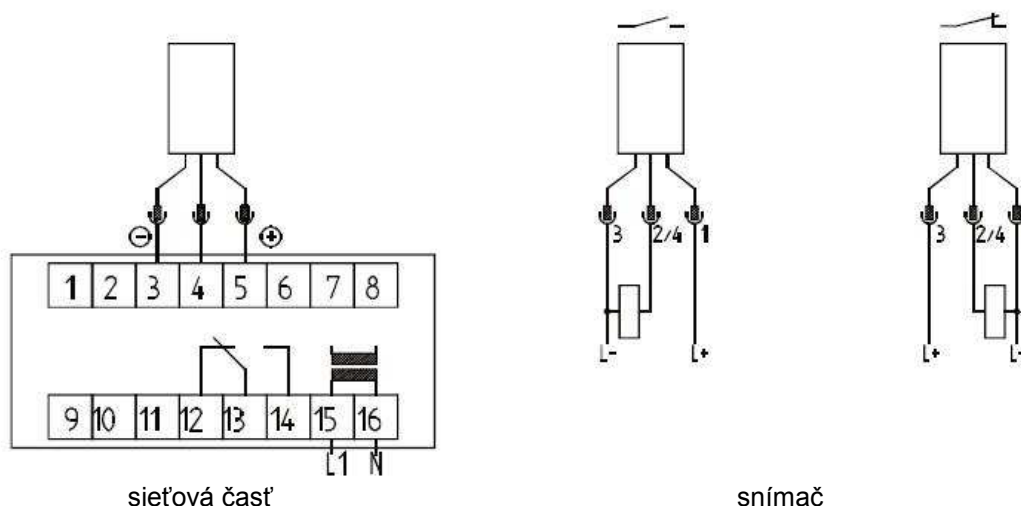 ⊖ ⊕
3 2/4 1
3 2/4
1 2 3 4 5 6 7 8
L- L+
L+ L-
9 10 11 12 13 14 15 16
L1 N
sieťová časť
snímač